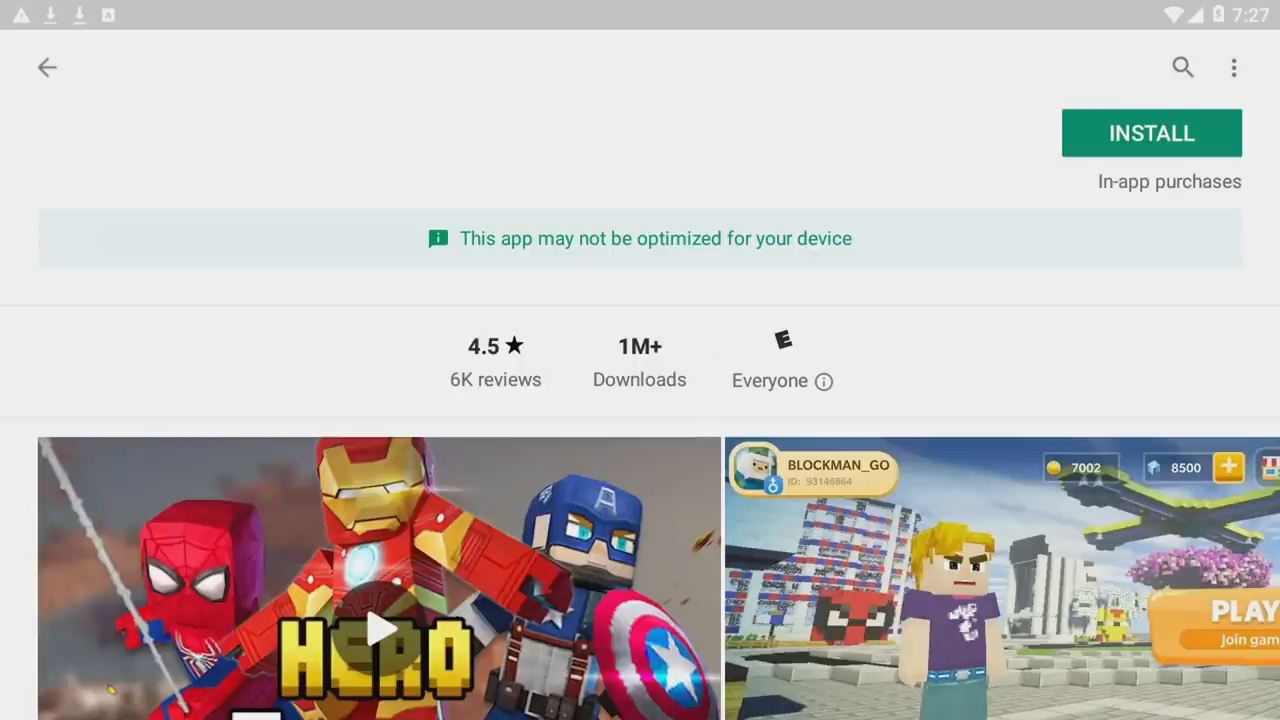 7:27
INSTALL
In-app purchases
This app may not be optimized for your device
4.5 ★
6K reviews
1M+
Downloads
E
Everyone
HERO
BLOCKMAN_GO
ID: 93146864
7002
8500
PLAY
Join gam
A